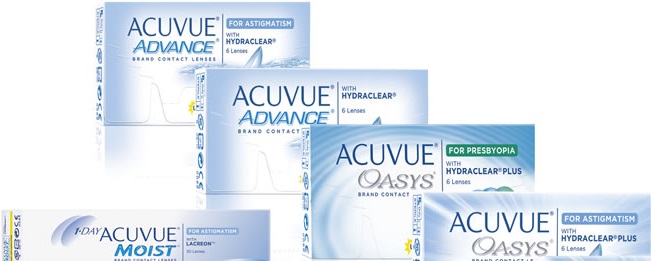 ACUVUE®
ADVANCE®
BRAND CONTACT LENSES
FOR ASTIGMATISM
WITH
HYDRACLEAR®
6 Lenses
ACUVUE®
ADVANCE®
BRAND CONTACT
WITH
HYDRACLEAR®
6 Lenses
ACUVUE®
OASYS®
BRAND CONTACT
FOR PRESBYOPIA
WITH
HYDRACLEAR® PLUS
6 Lenses
1-DAY ACUVUE®
MOIST®
BRAND CONTACT LENSES
FOR ASTIGMATISM
WITH
LACREON™
30 Lenses
ACUVUE®
OASYS®
FOR ASTIGMATISM
WITH
HYDRACLEAR® PLUS
6 Lenses